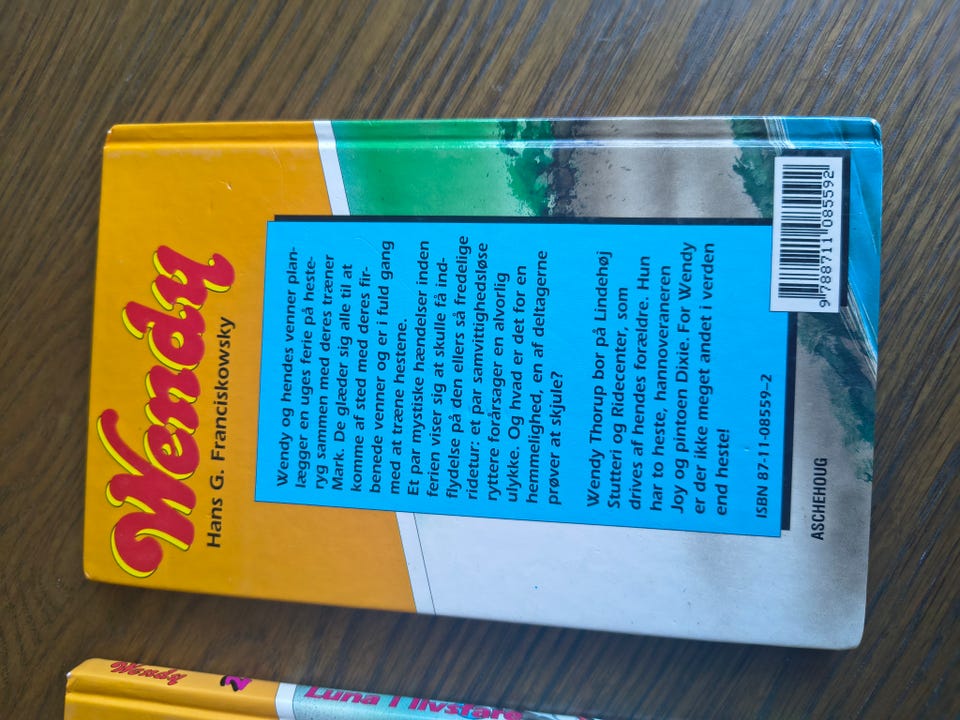 Wendy
Hans G. Franciskowsky
Wendy og hendes venner plan-
lægger en uges ferie på heste-
ryg sammen med deres træner
Mark. De glæder sig alle til at
komme af sted med deres fir-
benede venner og er i fuld gang
med at træne hestene.
Et par mystiske hændelser inden
ferien viser sig at skulle få ind-
flydelse på den ellers så fredelige
ridetur: et par samvittighedsløse
ryttere forårsager en alvorlig
ulykke. Og hvad er det for en
hemmelighed, en af deltagerne
prøver at skjule?
Wendy Thorup bor på Lindehøj
Stutteri og Ridecenter, som
drives af hendes forældre. Hun
har to heste, hannoveraneren
Joy og pintoen Dixie. For Wendy
er der ikke meget andet i verden
end heste!
ISBN 87-11-08559-2
9788711085592
ASCHEHOUG
Wendy
2
Luna i livsfare